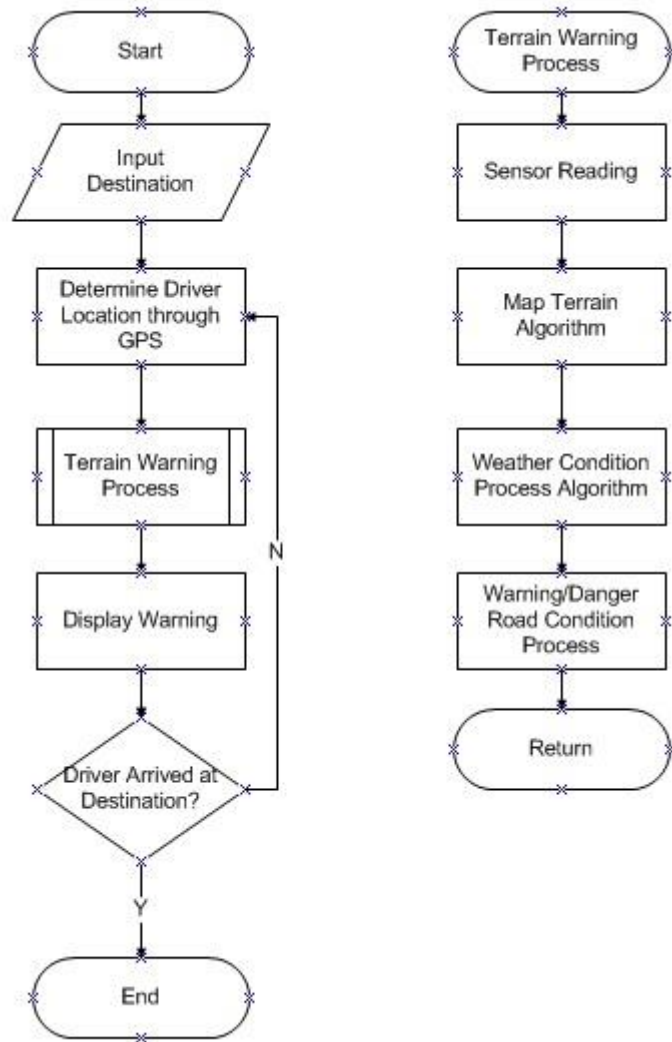 Start
Input
Destination
Determine Driver
Location through
GPS
Terrain Warning
Process
Display Warning
Driver Arrived at
Destination?
N
Y
End
Terrain Warning
Process
Sensor Reading
Map Terrain
Algorithm
Weather Condition
Process Algorithm
Warning/Danger
Road Condition
Process
Return